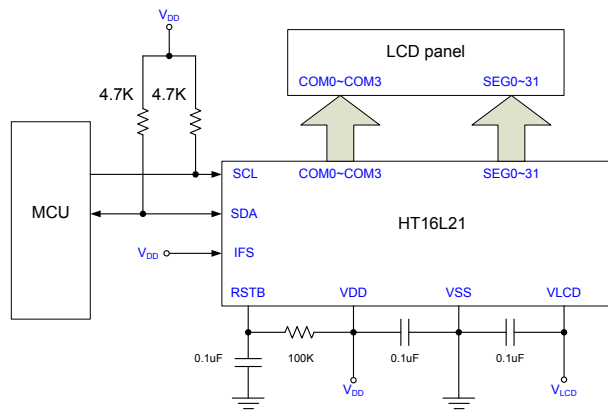 VDD
LCD panel
COM0~COM3 SEG0~31
4.7K 4.7K
SCL COM0~COM3 SEG0~31
MCU
SDA
HT16L21
VDD IFS
RSTB VDD VSS VLCD
0.1uF 100K 0.1uF 0.1uF
VDD VLCD